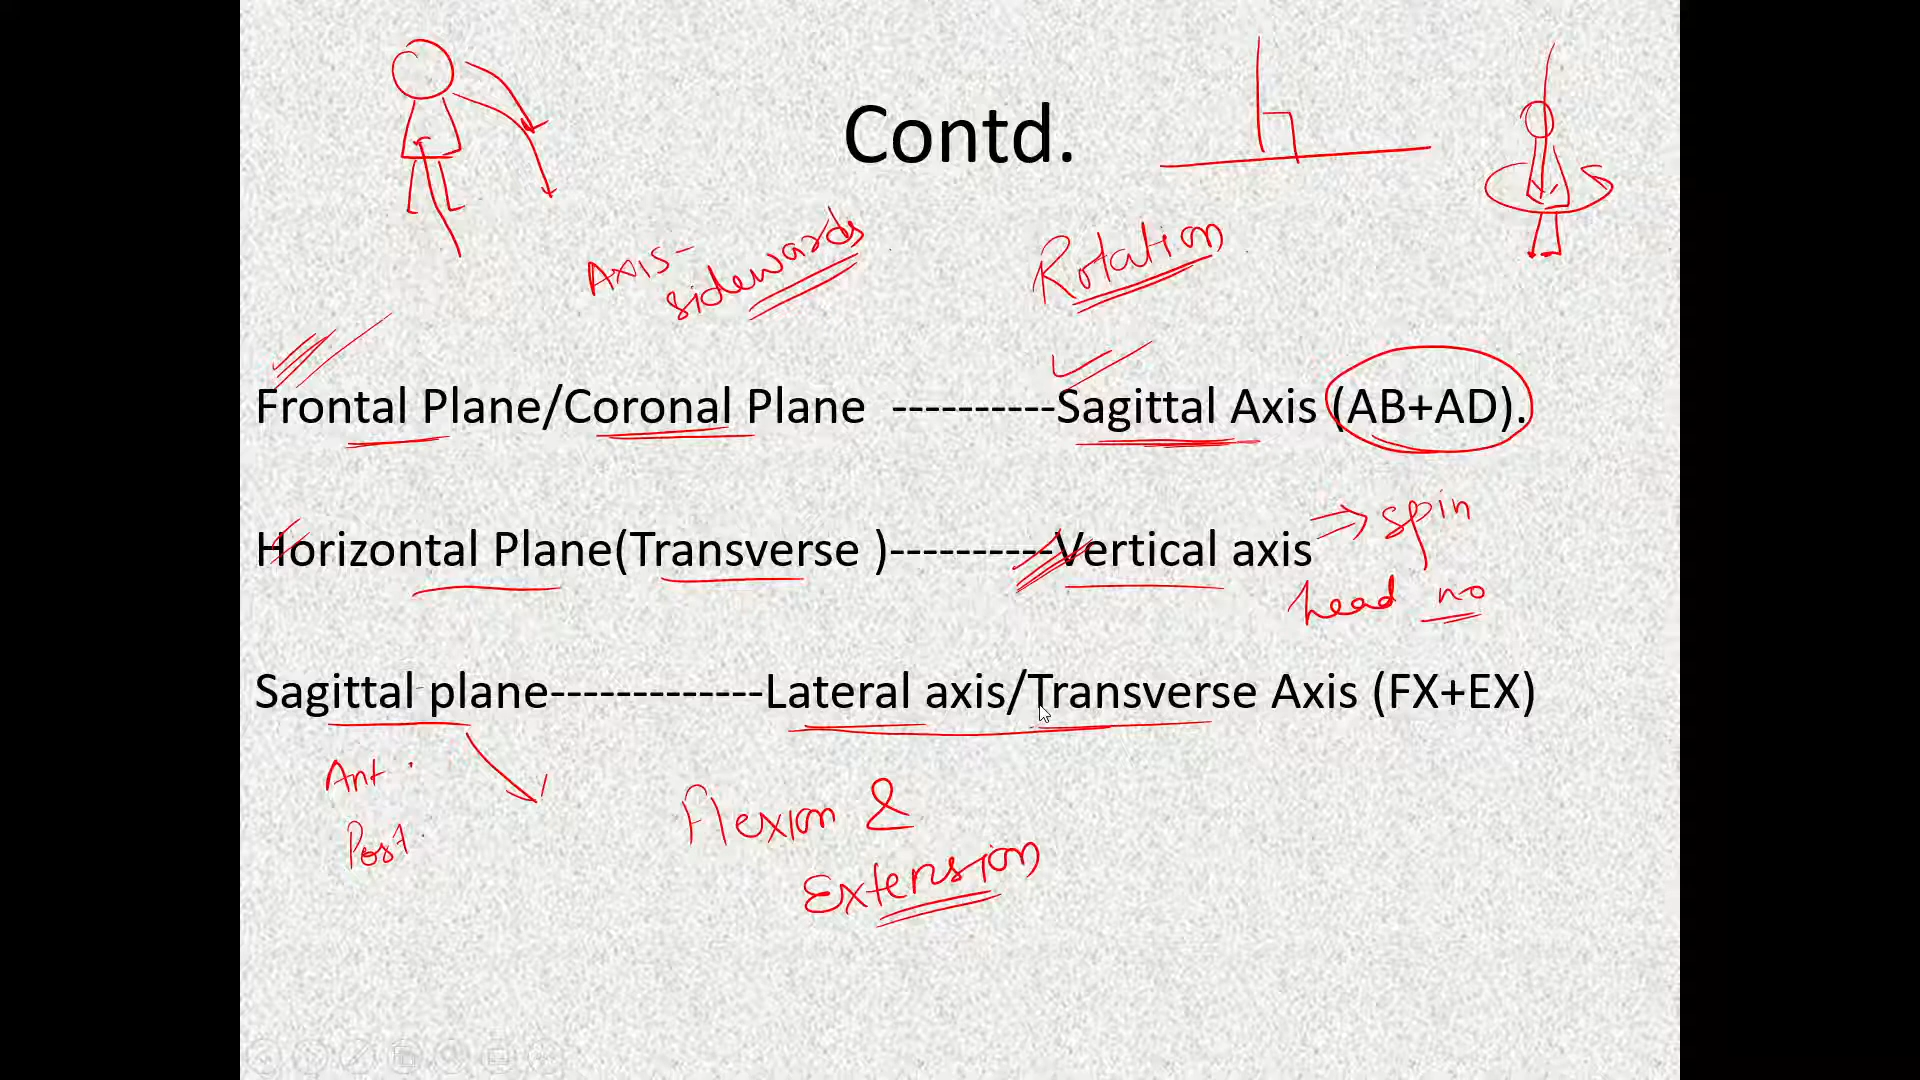 Contd.
Axis-
sidewards
Rotation
Frontal Plane/Coronal Plane ----------Sagittal Axis (AB+AD).
Horizontal Plane(Transverse )----------Vertical axis
⇒ spin
head no
Sagittal plane-------------Lateral axis/Transverse Axis (FX+EX)
Ant.
Post.
Flexion &
Extension